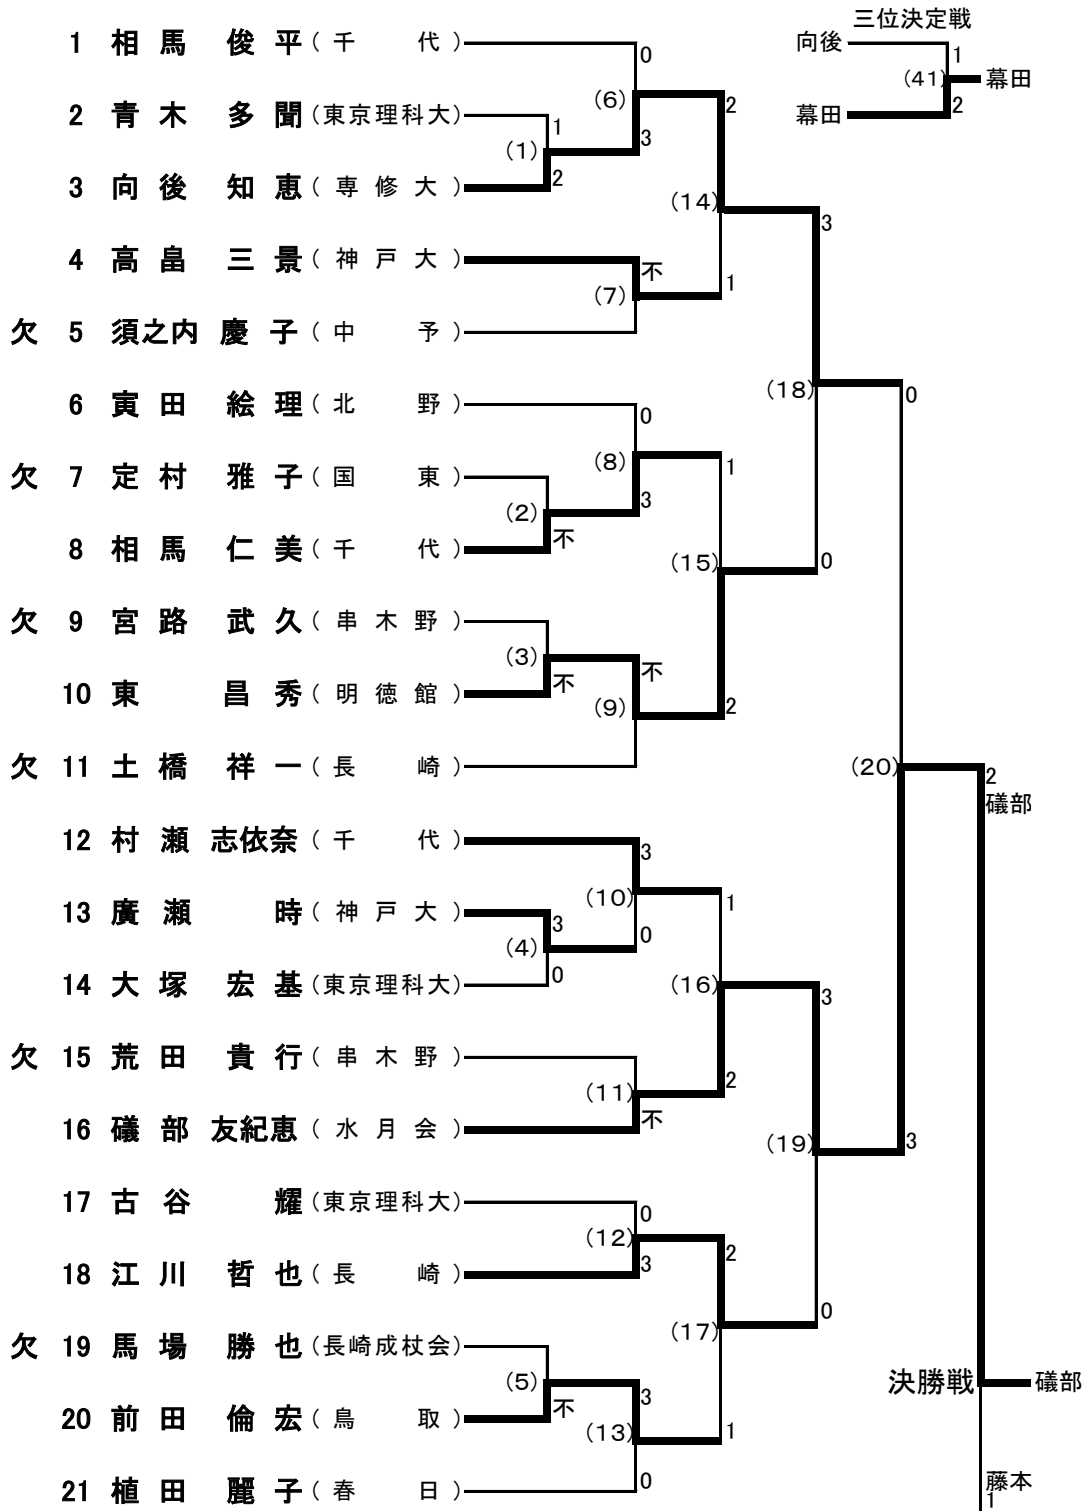 三位決定戦
1 相馬 俊平 (千代) 0 向後 1
(41) 幕田
2 青木 多聞 (東京理科大) 1 (6) 2 幕田 2
(1) 3
3 向後 知恵 (専修大) 2 (14) 3
4 高畠 三景 (神戸大) 不
(7) 1
欠 5 須之内 慶子 (中予)
6 寅田 絵理 (北野) 0 (18) 0
欠 7 定村 雅子 (国東) (8) 1
(2) 3
8 相馬 仁美 (千代) 不 (15) 0
欠 9 宮路 武久 (串木野)
(3) 不
10 東 昌秀 (明徳館) 不 (9) 2
欠 11 土橋 祥一 (長崎) (20) 2
礒部
12 村瀬 志依奈 (千代) 3
(10) 1
13 廣瀬 時 (神戸大) 3
(4) 0
14 大塚 宏基 (東京理科大) 0 (16) 3
欠 15 荒田 貴行 (串木野)
(11) 2
16 礒部 友紀恵 (水月会) 不 (19) 3
17 古谷 耀 (東京理科大) 0
(12) 2
18 江川 哲也 (長崎) 3
0
欠 19 馬場 勝也 (長崎成杖会) (17)
(5) 3 決勝戦 礒部
20 前田 倫宏 (鳥取) 不 (13) 1
21 植田 麗子 (春日) 0 藤本
1